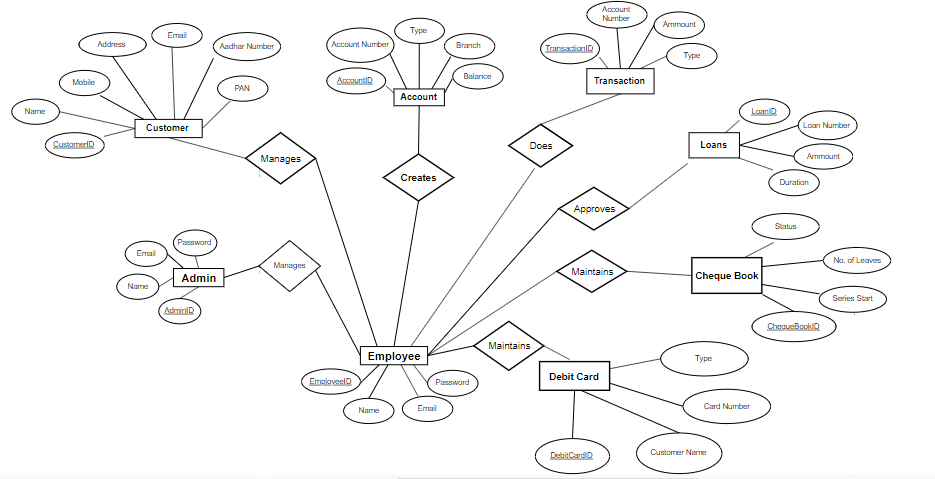 Account
Number
Ammount
Type
TransactionID
Transaction
Type
Account Number
Branch
AccountID
Balance
Account
Email
Address
Aadhar Number
Mobile
PAN
Name
CustomerID
Customer
LoanID
Loan Number
Loans
Ammount
Duration
Manages
Does
Creates
Approves
Status
Password
Email
Manages
Name
Admin
AdminID
Maintains
Cheque Book
No. of Leaves
Series Start
ChequeBookID
Maintains
Employee
EmployeeID
Password
Name
Email
Debit Card
Type
Card Number
DebitCardID
Customer Name